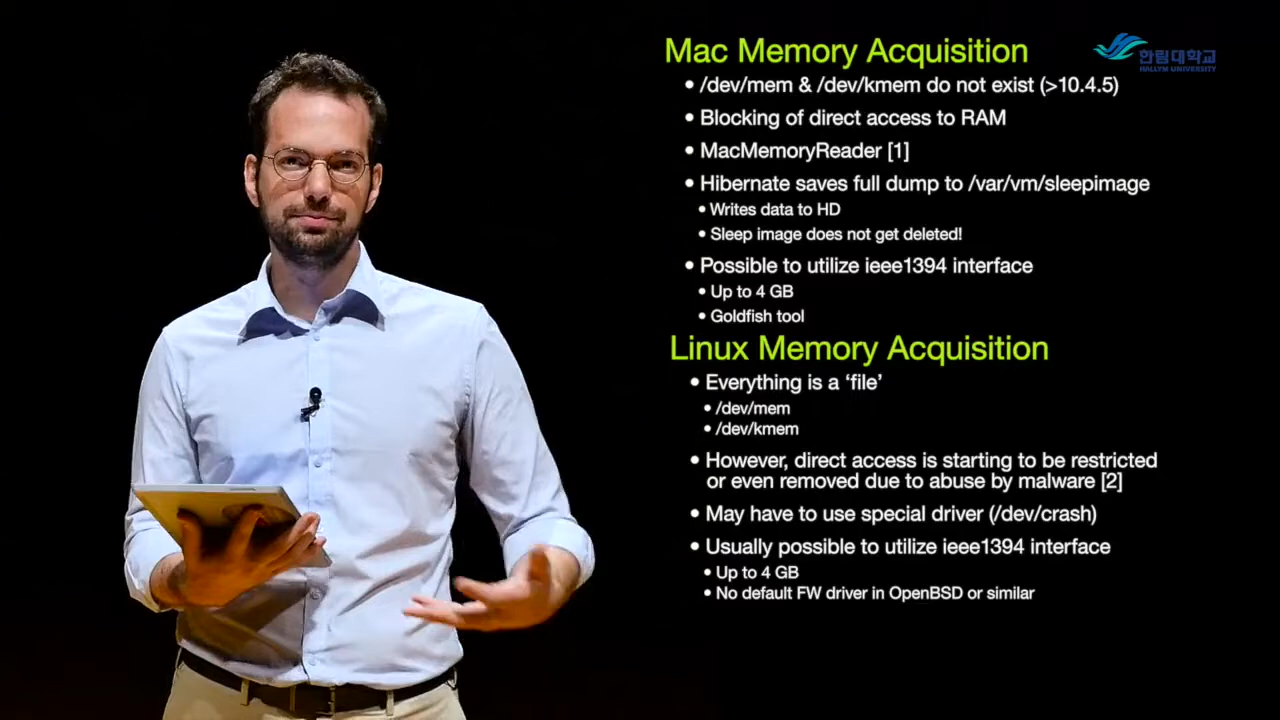 Mac Memory Acquisition
한림대학교
HALLYM UNIVERSITY
• /dev/mem & /dev/kmem do not exist (>10.4.5)
• Blocking of direct access to RAM
• MacMemoryReader [1]
• Hibernate saves full dump to /var/vm/sleepimage
• Writes data to HD
• Sleep image does not get deleted!
• Possible to utilize ieee1394 interface
• Up to 4 GB
• Goldfish tool
Linux Memory Acquisition
• Everything is a ‘file’
• /dev/mem
• /dev/kmem
• However, direct access is starting to be restricted
or even removed due to abuse by malware [2]
• May have to use special driver (/dev/crash)
• Usually possible to utilize ieee1394 interface
• Up to 4 GB
• No default FW driver in OpenBSD or similar